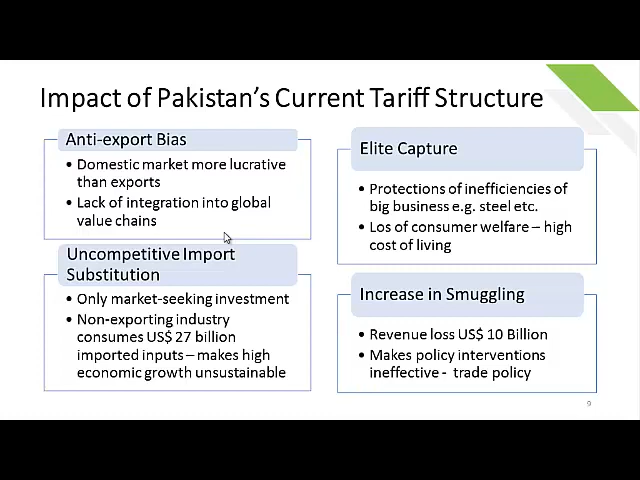 Impact of Pakistan's Current Tariff Structure
Anti-export Bias
• Domestic market more lucrative
than exports
• Lack of integration into global
value chains
Uncompetitive Import
Substitution
• Only market-seeking investment
• Non-exporting industry
consumes US$ 27 billion
imported inputs – makes high
economic growth unsustainable
Elite Capture
• Protections of inefficiencies of
big business e.g. steel etc.
• Los of consumer welfare – high
cost of living
Increase in Smuggling
• Revenue loss US$ 10 Billion
• Makes policy interventions
ineffective - trade policy
9